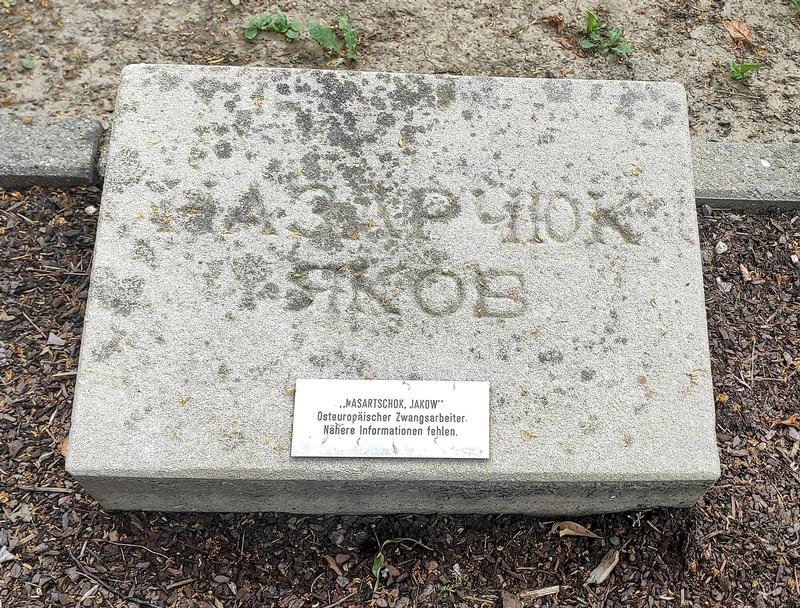 НАЗАРЧЮК
ЯКОВ
„NASARTSCHOK, JAKOW"
Osteuropäischer Zwangsarbeiter.
Nähere Informationen fehlen.